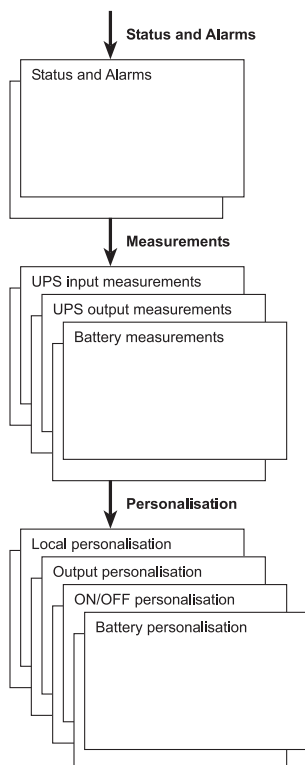 Status and Alarms
Status and Alarms
Measurements
UPS input measurements
UPS output measurements
Battery measurements
Personalisation
Local personalisation
Output personalisation
ON/OFF personalisation
Battery personalisation